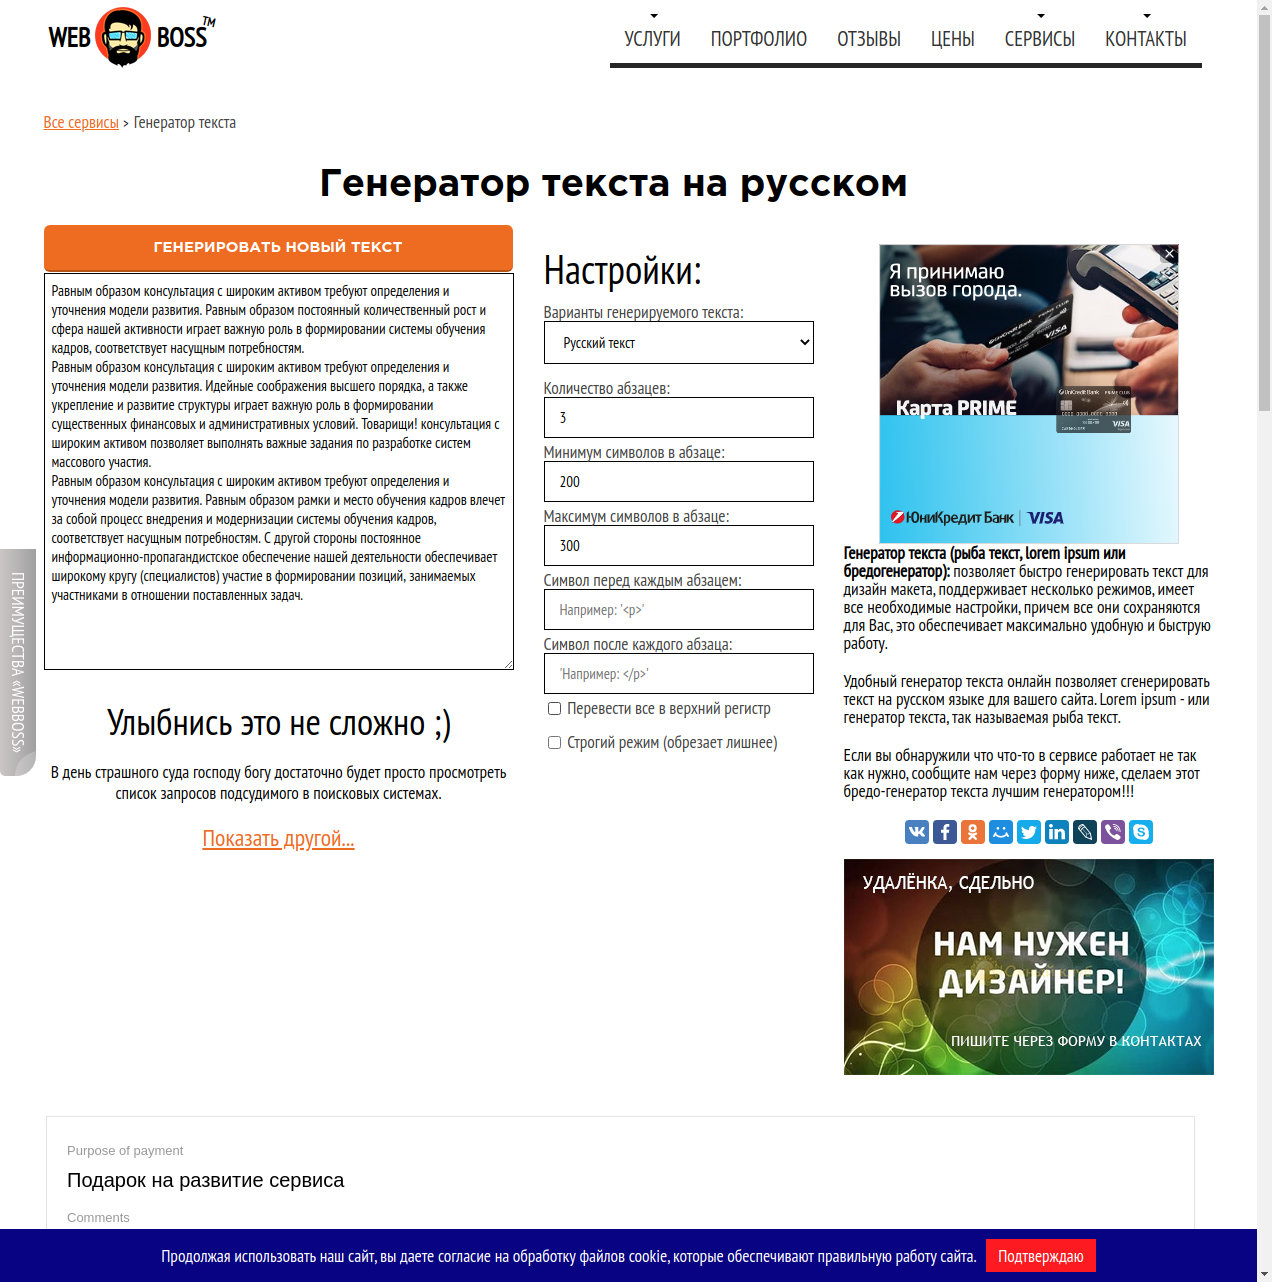 WEB BOSS™
УСЛУГИ ПОРТФОЛИО ОТЗЫВЫ ЦЕНЫ СЕРВИСЫ КОНТАКТЫ
Все сервисы > Генератор текста
Генератор текста на русском
ГЕНЕРИРОВАТЬ НОВЫЙ ТЕКСТ
Равным образом консультация с широким активом требуют определения и
уточнения модели развития. Равным образом постоянный количественный рост и
сфера нашей активности играет важную роль в формировании системы обучения
кадров, соответствует насущным потребностям.
Равным образом консультация с широким активом требуют определения и
уточнения модели развития. Идейные соображения высшего порядка, а также
укрепление и развитие структуры играет важную роль в формировании
существенных финансовых и административных условий. Товарищи! консультация с
широким активом позволяет выполнять важные задания по разработке систем
массового участия.
Равным образом консультация с широким активом требуют определения и
уточнения модели развития. Равным образом рамки и место обучения кадров влечет
за собой процесс внедрения и модернизации системы обучения кадров,
соответствует насущным потребностям. С другой стороны постоянное
информационно-пропагандистское обеспечение нашей деятельности обеспечивает
широкому кругу (специалистов) участие в формировании позиций, занимаемых
участниками в отношении поставленных задач.
ПРЕИМУЩЕСТВА «WEBBOSS»
Улыбнись это не сложно ;)
В день страшного суда господу богу достаточно будет просто просмотреть
список запросов подсудимого в поисковых системах.
Показать другой...
Настройки:
Варианты генерируемого текста:
Русский текст
Количество абзацев:
3
Минимум символов в абзаце:
200
Максимум символов в абзаце:
300
Символ перед каждым абзацем:
Например: '<p>'
Символ после каждого абзаца:
'Например: </p>'
Перевести все в верхний регистр
Строгий режим (обрезает лишнее)
Я принимаю
вызов города.
Карта PRIME
UniCredit Bank PRIME CLUB
VISA
ЮниКредит Банк VISA
Генератор текста (рыба текст, lorem ipsum или
бредогенератор): позволяет быстро генерировать текст для
дизайн макета, поддерживает несколько режимов, имеет
все необходимые настройки, причем все они сохраняются
для Вас, это обеспечивает максимально удобную и быструю
работу.
Удобный генератор текста онлайн позволяет сгенерировать
текст на русском языке для вашего сайта. Lorem ipsum - или
генератор текста, так называемая рыба текст.
Если вы обнаружили что что-то в сервисе работает не так
как нужно, сообщите нам через форму ниже, сделаем этот
бредо-генератор текста лучшим генератором!!!
УДАЛЁНКА, СДЕЛЬНО
НАМ НУЖЕН
ДИЗАЙНЕР!
ПИШИТЕ ЧЕРЕЗ ФОРМУ В КОНТАКТАХ
Purpose of payment
Подарок на развитие сервиса
Comments
Продолжая использовать наш сайт, вы даете согласие на обработку файлов cookie, которые обеспечивают правильную работу сайта. Подтверждаю